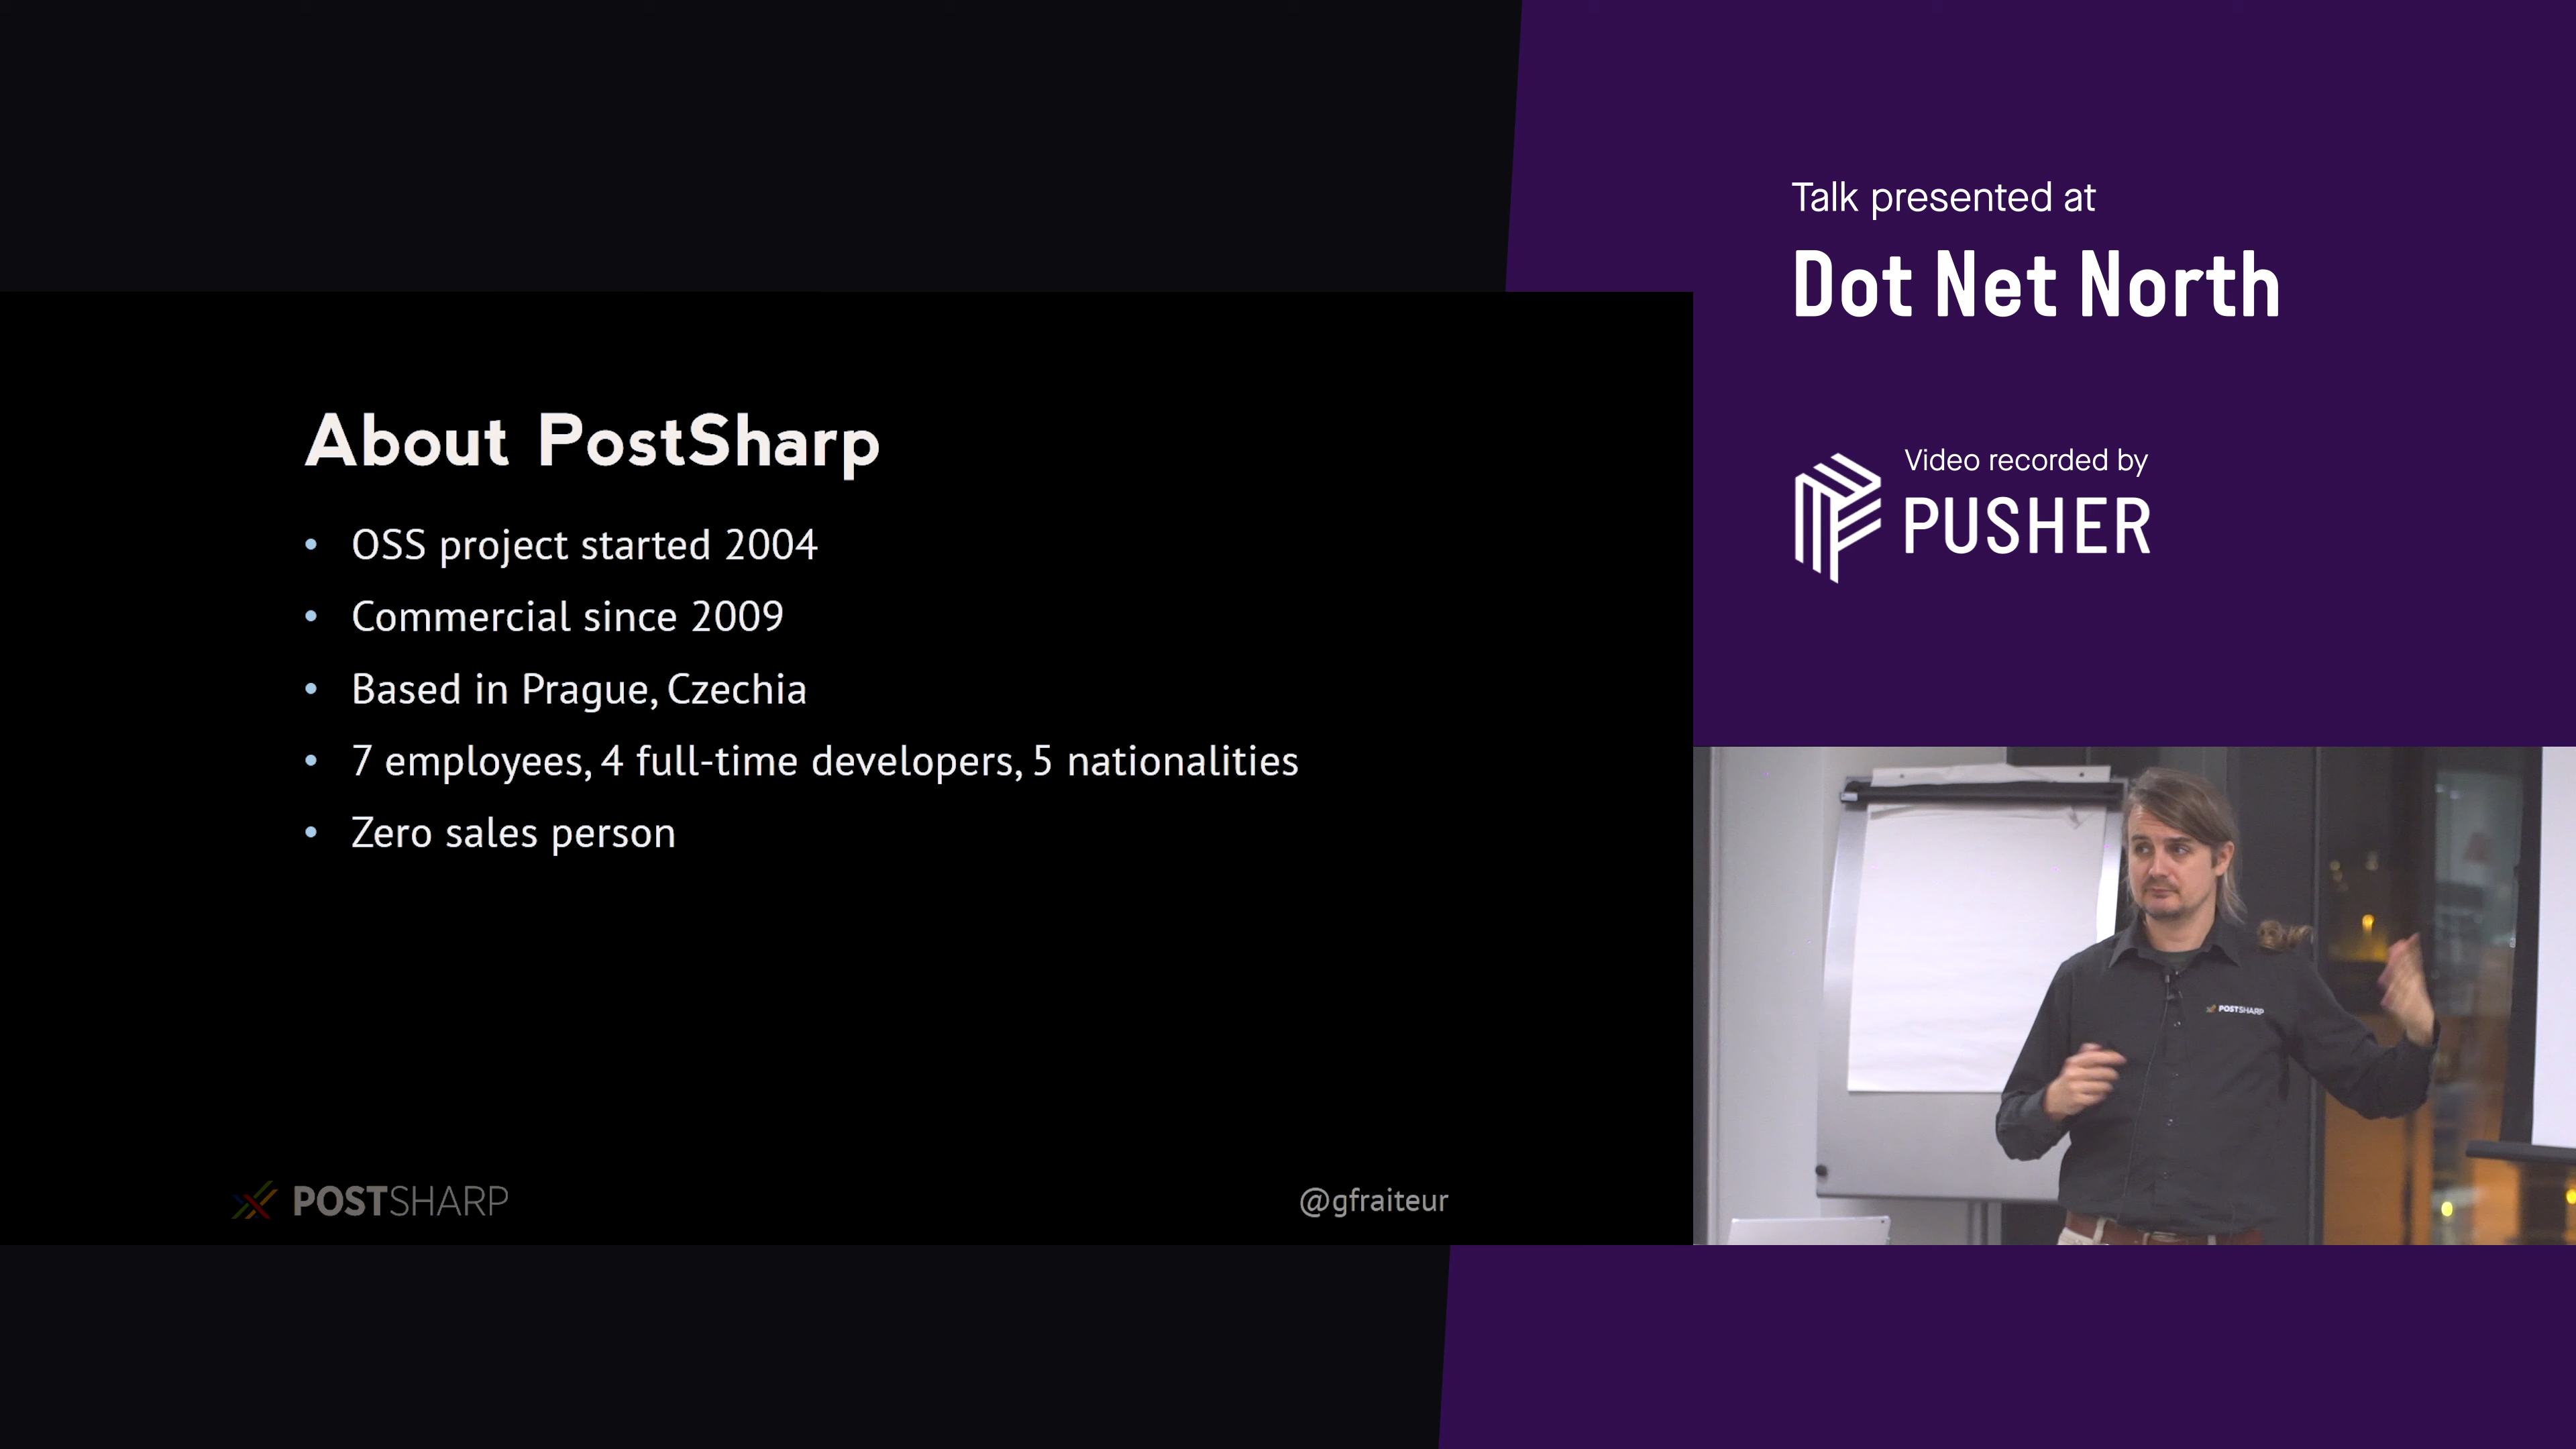 About PostSharp
• OSS project started 2004
• Commercial since 2009
• Based in Prague, Czechia
• 7 employees, 4 full-time developers, 5 nationalities
• Zero sales person
POSTSHARP
@gfraiteur
Talk presented at
Dot Net North
Video recorded by
PUSHER
POSTSHARP